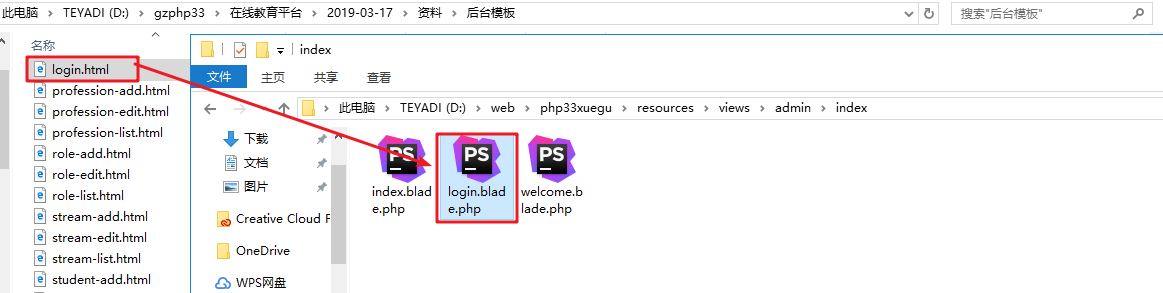 此电脑 > TEYADI (D:) > gzphp33 > 在线教育平台 > 2019-03-17 > 资料 > 后台模板
搜索"后台模板"
名称
login.html
profession-add.html
profession-edit.html
profession-list.html
role-add.html
role-edit.html
role-list.html
stream-add.html
stream-edit.html
stream-list.html
student-add.html
index
文件 主页 共享 查看
此电脑 > TEYADI (D:) > web > php33xuegu > resources > views > admin > index
下载
文档
图片
Creative Cloud F
OneDrive
WPS网盘
PS
index.blad
e.php
PS
login.blad
e.php
PS
welcome.b
lade.php